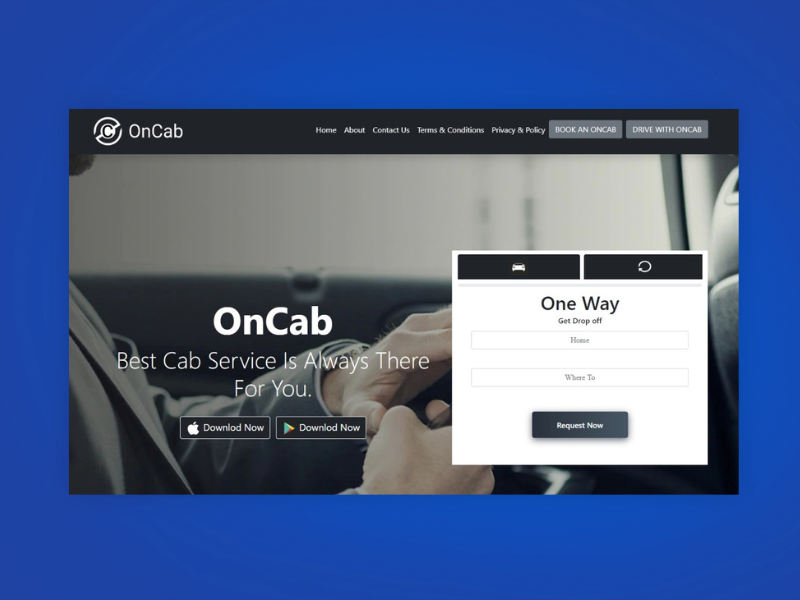 OnCab
Home About Contact Us Terms & Conditions Privacy & Policy BOOK AN ONCAB DRIVE WITH ONCAB
OnCab
Best Cab Service Is Always There
For You.
Downlod Now Downlod Now
One Way
Get Drop off
Home
Where To
Request Now